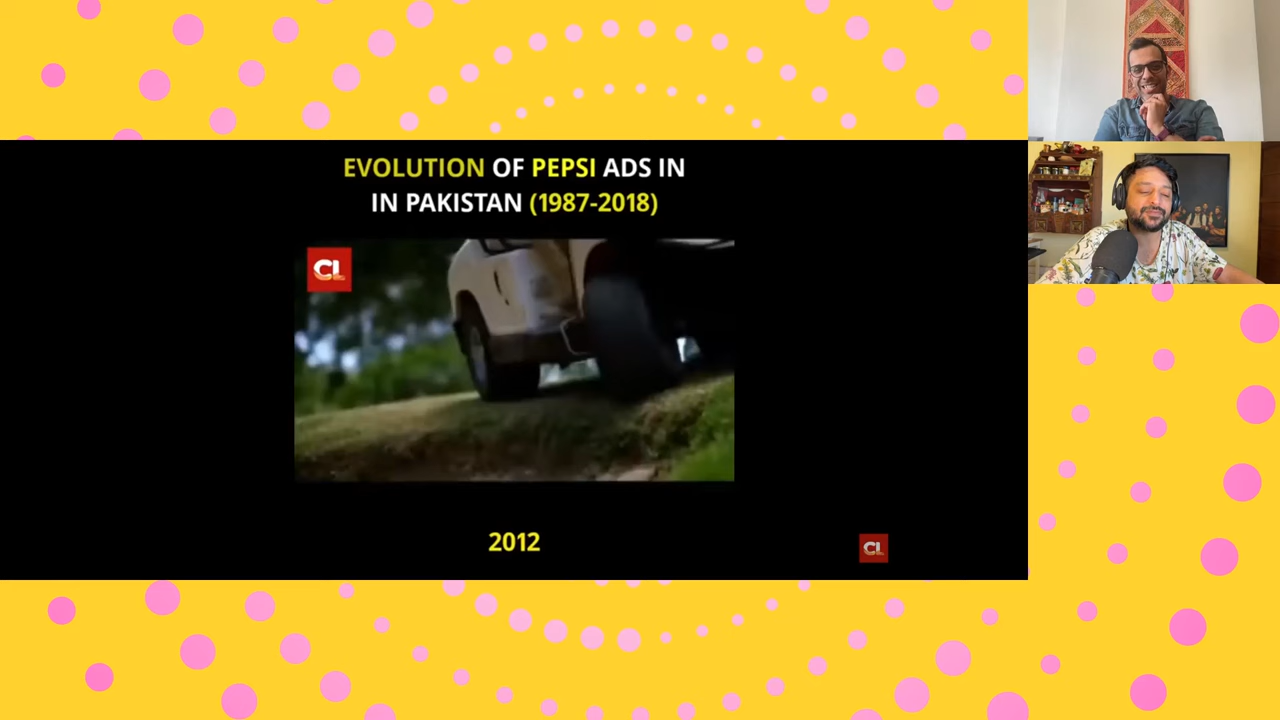 EVOLUTION OF PEPSI ADS IN
IN PAKISTAN (1987-2018)
CL
2012
CL